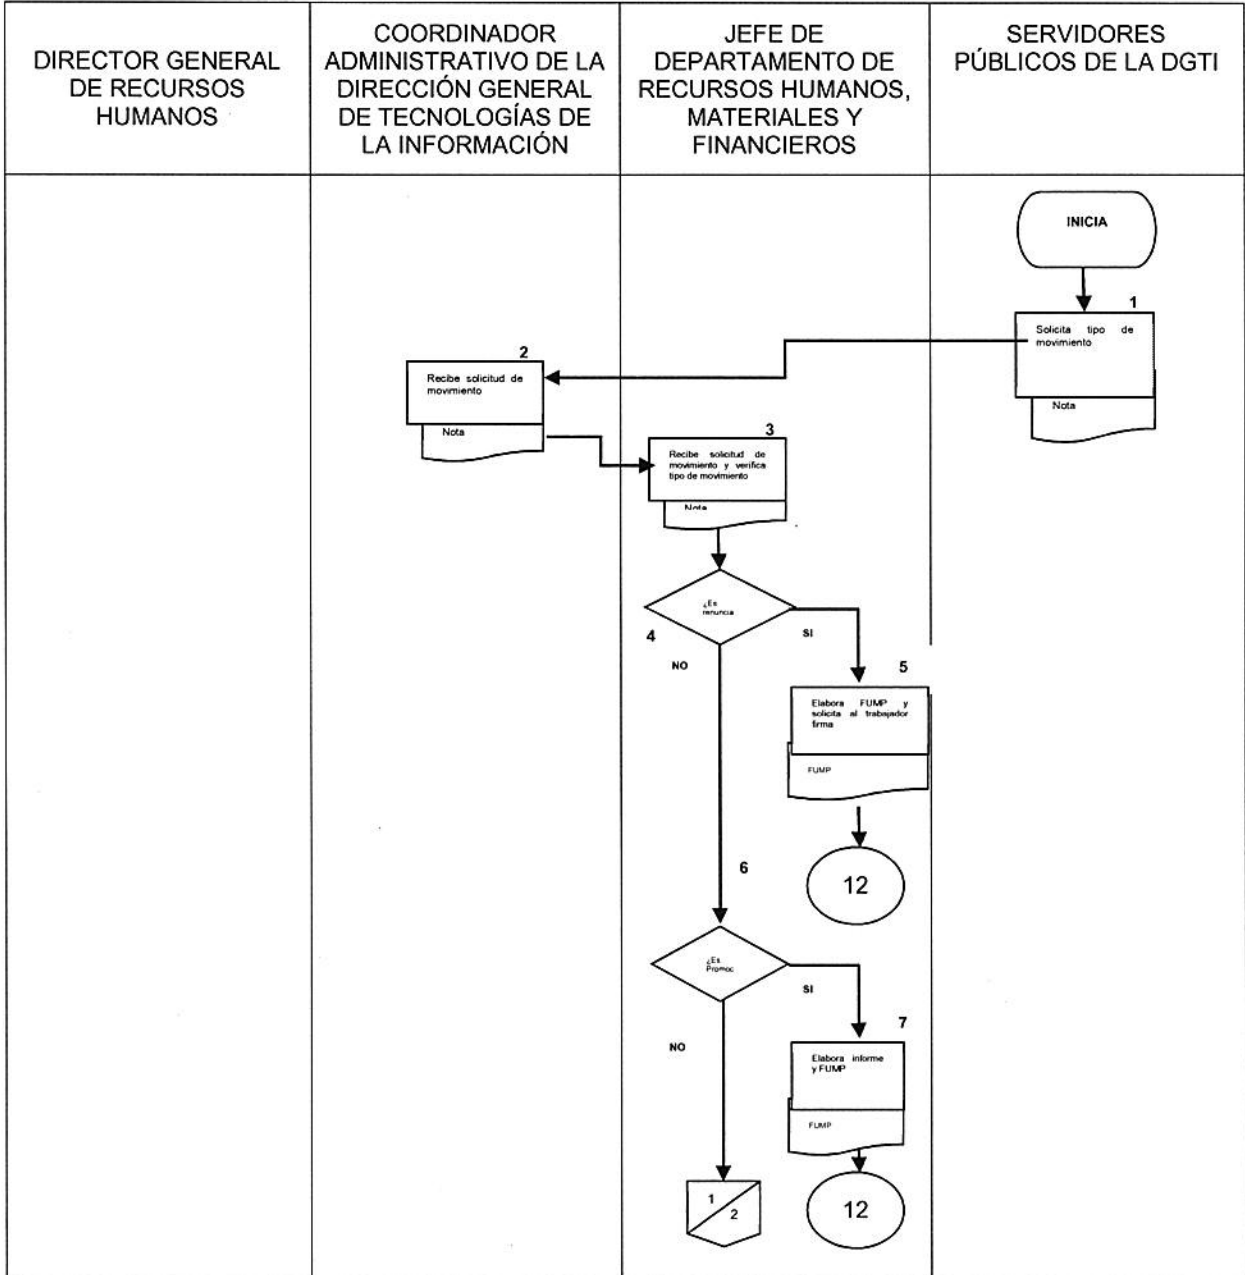 DIRECTOR GENERAL
DE RECURSOS
HUMANOS
COORDINADOR
ADMINISTRATIVO DE LA
DIRECCIÓN GENERAL
DE TECNOLOGÍAS DE
LA INFORMACIÓN
JEFE DE
DEPARTAMENTO DE
RECURSOS HUMANOS,
MATERIALES Y
FINANCIEROS
SERVIDORES
PÚBLICOS DE LA DGTI
INICIA
1
Solicita tipo de
movimiento
Nota
2
Recibe solicitud de
movimiento
Nota
3
Recibe solicitud de
movimiento y verifica
tipo de movimiento
Nota
¿Es
renuncia
4
SI
NO
5
Elabora FUMP y
solicita al trabajador
firma
FUMP
12
6
¿Es
Promoc
SI
NO
7
Elabora informe
y FUMP
FUMP
12
1
2